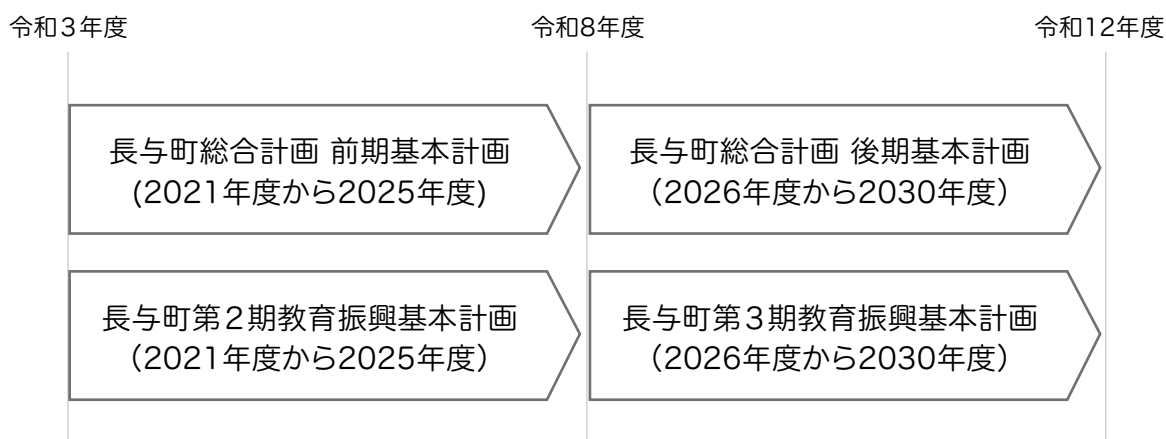 令和3年度
令和8年度
令和12年度
長与町総合計画 前期基本計画
(2021年度から2025年度)
長与町総合計画 後期基本計画
（2026年度から2030年度）
長与町第２期教育振興基本計画
（2021年度から2025年度）
長与町第３期教育振興基本計画
（2026年度から2030年度）